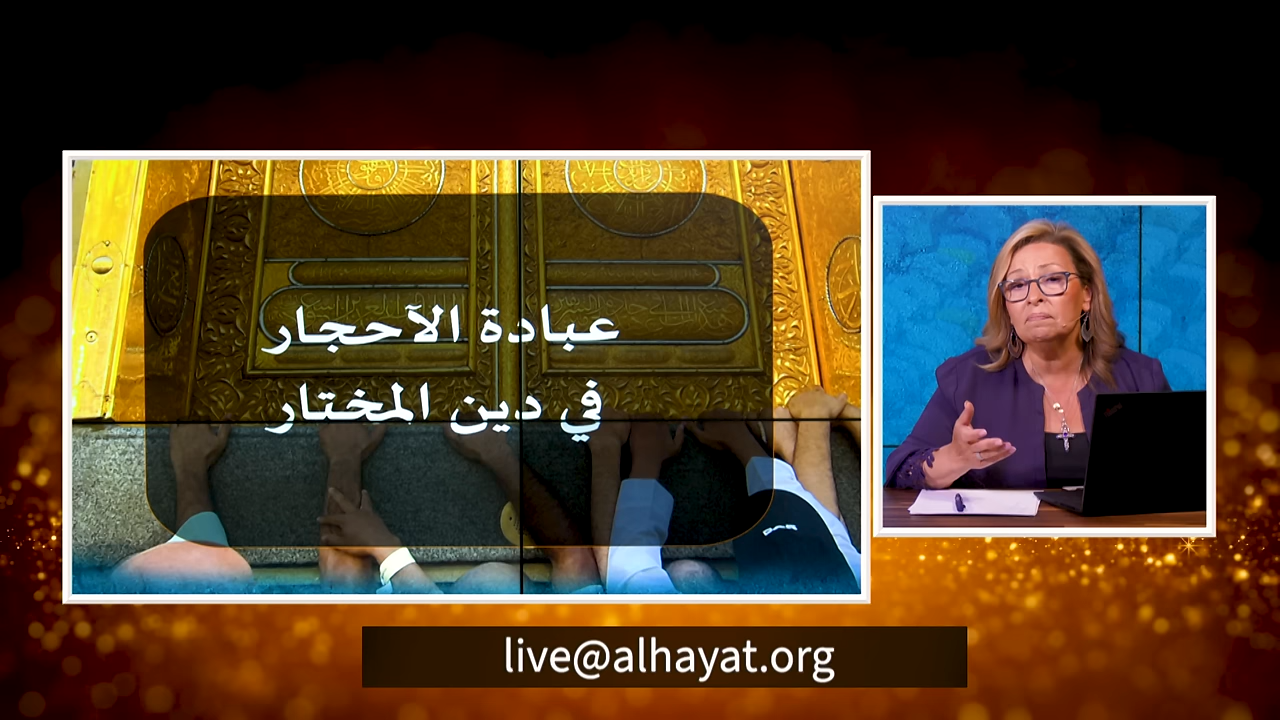 عبادة الآحجار
في دين المختار
live@alhayat.org